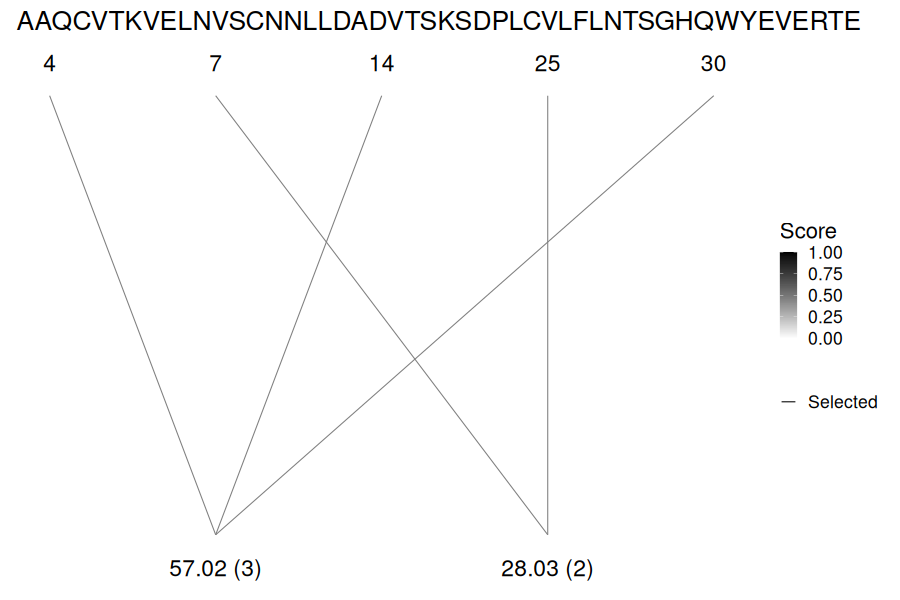 AAQCVTKVELNVSCNNLLDADVTSKSDPLCVLFLNTSGHQWYEVERTE
4 7 14 25 30
Score
1.00
0.75
0.50
0.25
0.00
Selected
57.02 (3) 28.03 (2)